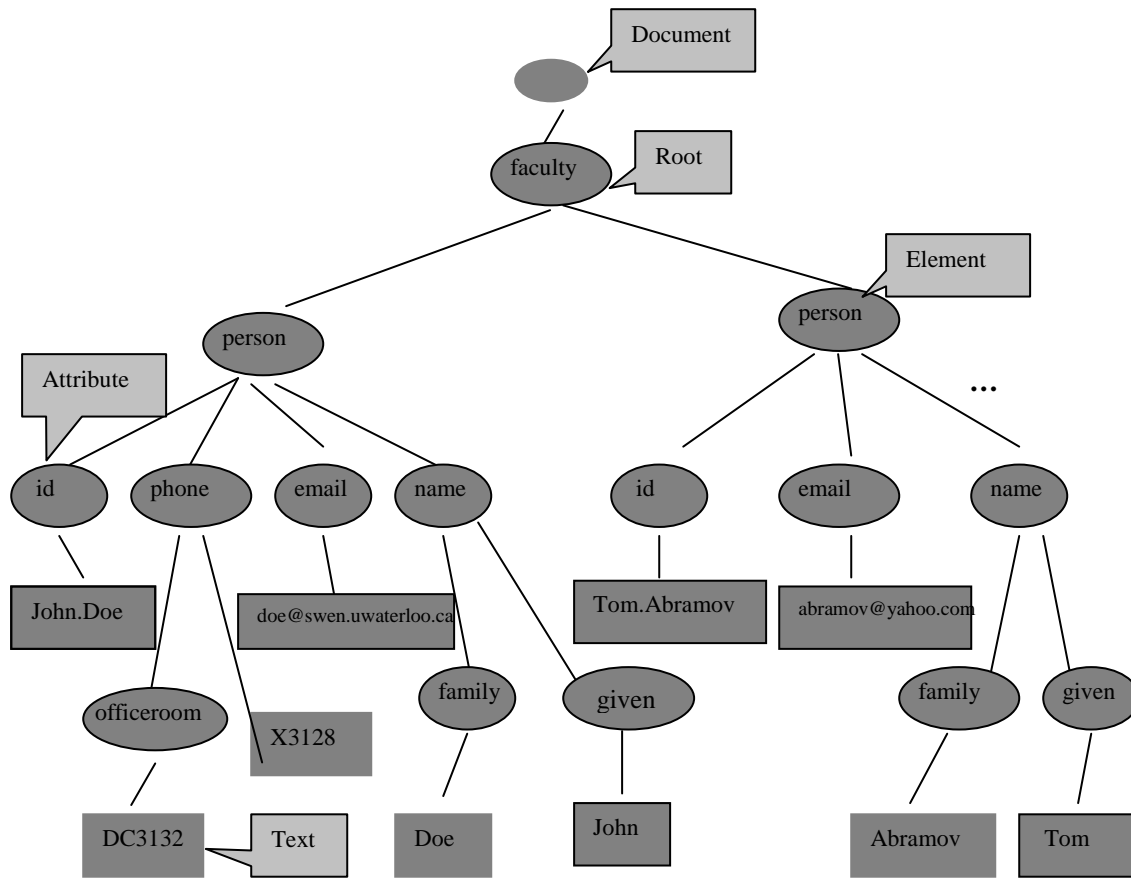 Document
faculty
Root
Element
person
person
Attribute
...
id
phone
email
name
id
email
name
John.Doe
doe@swen.uwaterloo.ca
Tom.Abramov
abramov@yahoo.com
officeroom
X3128
family
given
family
given
DC3132
Text
Doe
John
Abramov
Tom